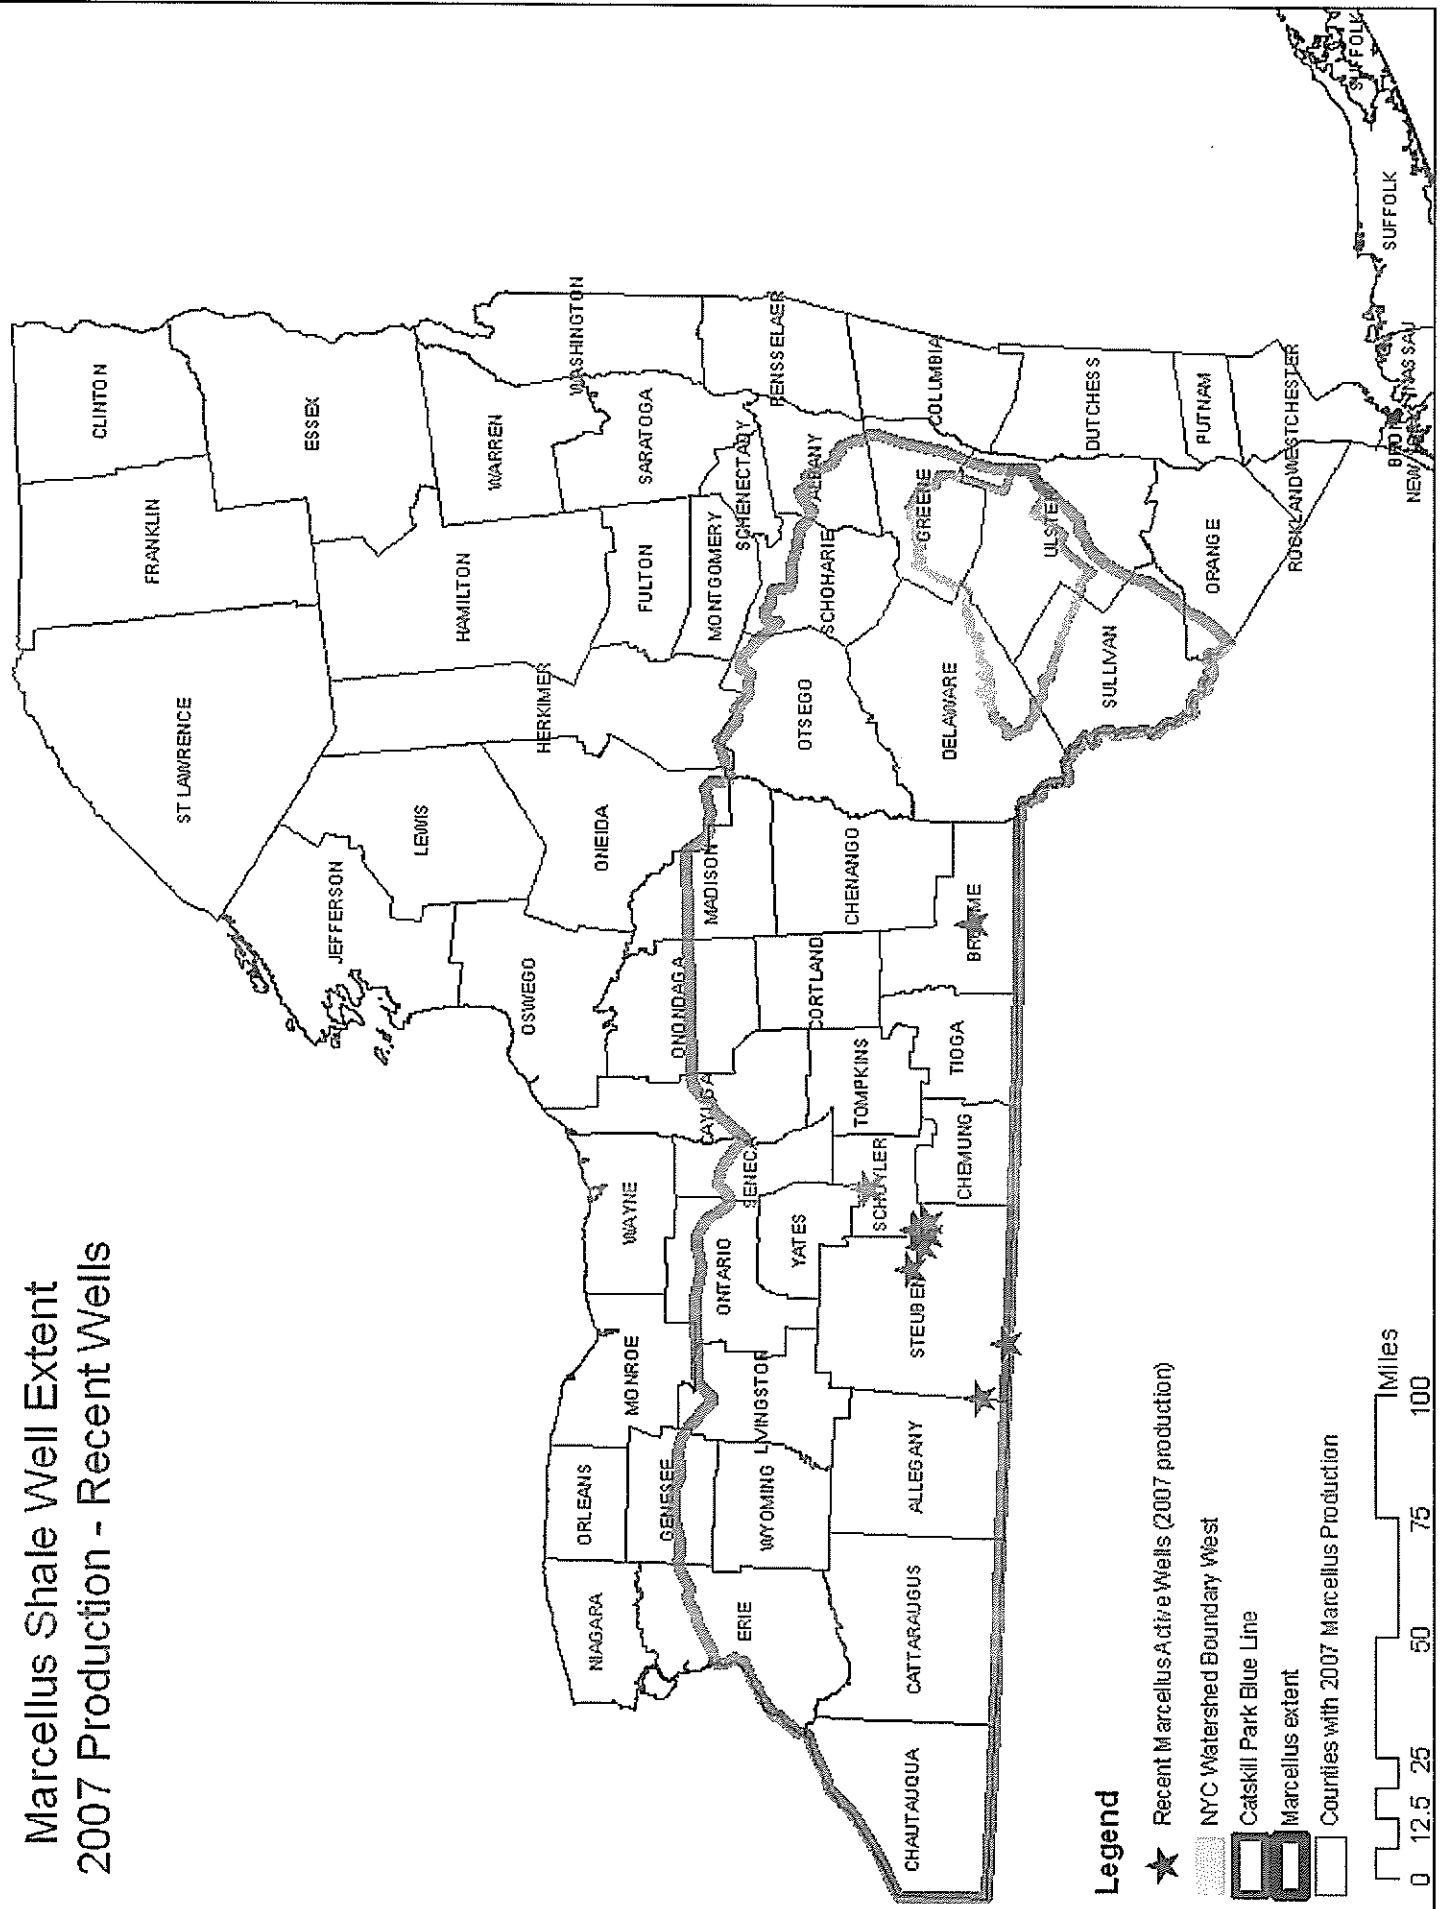 Marcellus Shale Well Extent
2007 Production - Recent Wells
CLINTON
FRANKLIN
ST LAWRENCE
ESSEX
JEFFERSON
LEWIS
HAMILTON
WARREN
WASHINGTON
HERKIMER
OSWEGO
ONEIDA
FULTON
SARATOGA
NIAGARA
ORLEANS
MONROE
WAYNE
GENESEE
ONONDAGA
MADISON
MONTGOMERY
SCHENECTADY
RENSSELAER
ERIE
WYOMING
LIVINGSTON
ONTARIO
SENECA
CAYUGA
YATES
CORTLAND
CHENANGO
OTSEGO
SCHOHARIE
ALBANY
CHAUTAUQUA
CATTARAUGUS
ALLEGANY
STEUBEN
SCHUYLER
TOMPKINS
CHEMUNG
TIOGA
BROOME
DELAWARE
GREENE
COLUMBIA
ULSTER
SULLIVAN
DUTCHESS
ORANGE
PUTNAM
ROCKLAND
WESTCHESTER
BRONX
NEW YORK
NASSAU
SUFFOLK
SUFFOLK
SUFFOLK
Legend
Recent Marcellus Active Wells (2007 production)
NYC Watershed Boundary West
Catskill Park Blue Line
Marcellus extent
Counties with 2007 Marcellus Production
0 12.5 25 50 75 100
Miles